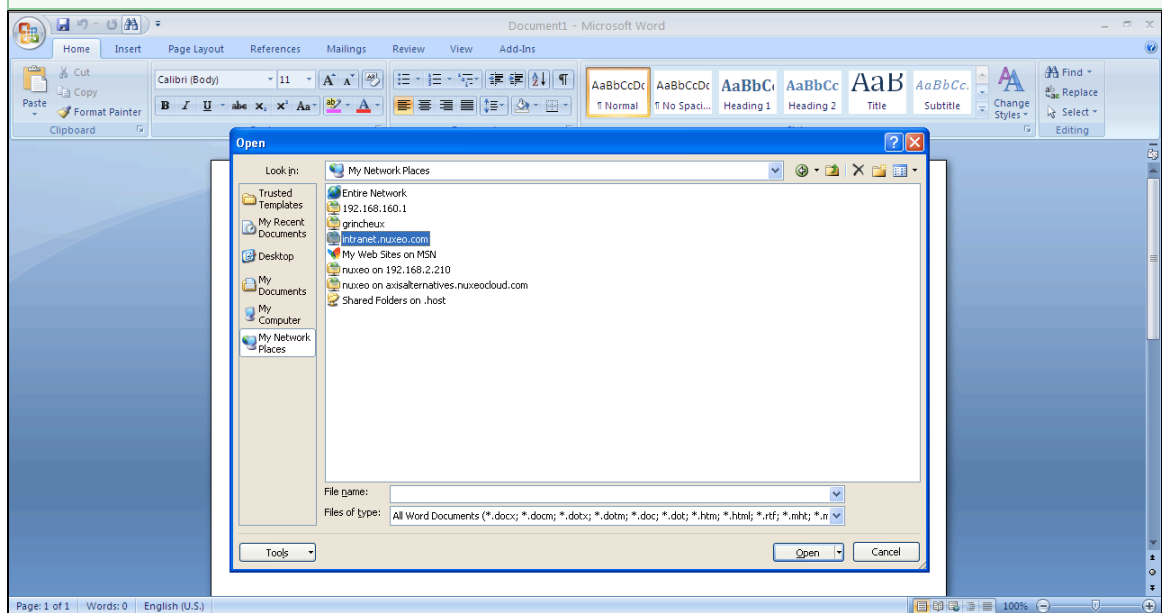 Document1 - Microsoft Word
Home Insert Page Layout References Mailings Review View Add-Ins
Cut
Copy
Paste
Format Painter
Clipboard
Calibri (Body) 11
B I U abc x₂ x² Aa
AaBbCcDc AaBbCcDc AaBbC AaBbCc AaB AaBbCc.
¶ Normal ¶ No Spaci... Heading 1 Heading 2 Title Subtitle
Change
Styles
Find
Replace
Select
Editing
Open
Look in: My Network Places
Trusted
Templates
My Recent
Documents
Desktop
My
Documents
My
Computer
My Network
Places
Entire Network
192.168.160.1
grincheux
intranet.nuxeo.com
My Web Sites on MSN
nuxeo on 192.168.2.210
nuxeo on axisalternatives.nuxeocloud.com
Shared Folders on .host
File name:
Files of type: All Word Documents (*.docx; *.docm; *.dotx; *.dotm; *.doc; *.dot; *.htm; *.html; *.rtf; *.mht; *.m
Tools Open Cancel
Page: 1 of 1 Words: 0 English (U.S.) 100%